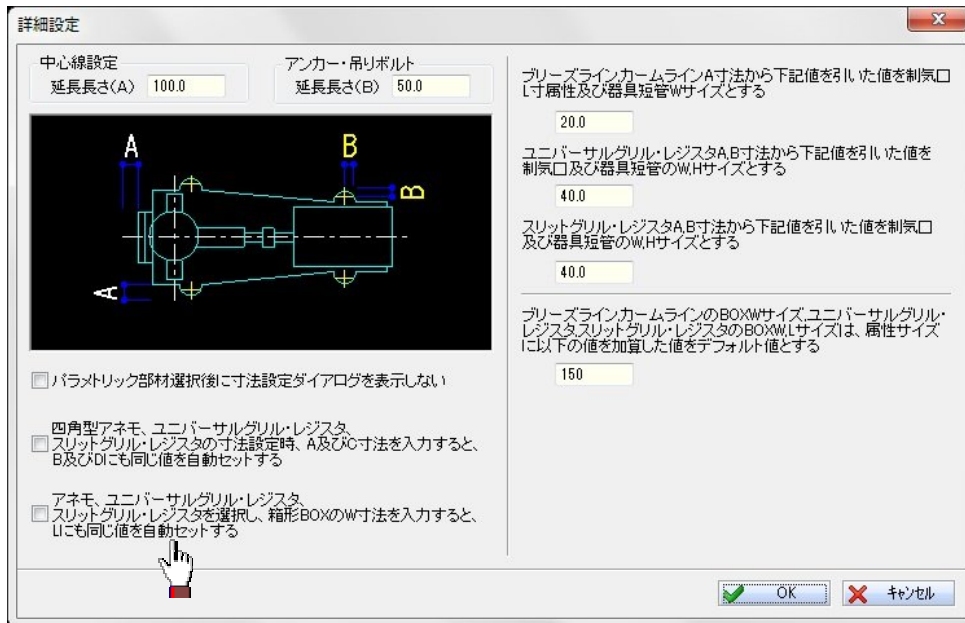 詳細設定
中心線設定
延長長さ(A) 100.0
アンカー・吊りボルト
延長長さ(B) 50.0
A
B
B
A
パラメトリック部材選択後に寸法設定ダイアログを表示しない
四角型アネモ、ユニバーサルグリル・レジスタ、
スリットグリル・レジスタの寸法設定時、A及びC寸法を入力すると、
B及びDにも同じ値を自動セットする
アネモ、ユニバーサルグリル・レジスタ、
スリットグリル・レジスタを選択し、箱形BOXのW寸法を入力すると、
Lにも同じ値を自動セットする
ブリーズライン,カームラインA寸法から下記値を引いた値を制気口
L寸属性及び器具短管Wサイズとする
20.0
ユニバーサルグリル・レジスタA,B寸法から下記値を引いた値を
制気口及び器具短管のW,Hサイズとする
40.0
スリットグリル・レジスタA,B寸法から下記値を引いた値を制気口
及び器具短管のW,Hサイズとする
40.0
ブリーズライン,カームラインのBOXWサイズ,ユニバーサルグリル・
レジスタ,スリットグリル・レジスタのBOXW,Lサイズは、属性サイズ
に以下の値を加算した値をデフォルト値とする
150
OK
キャンセル